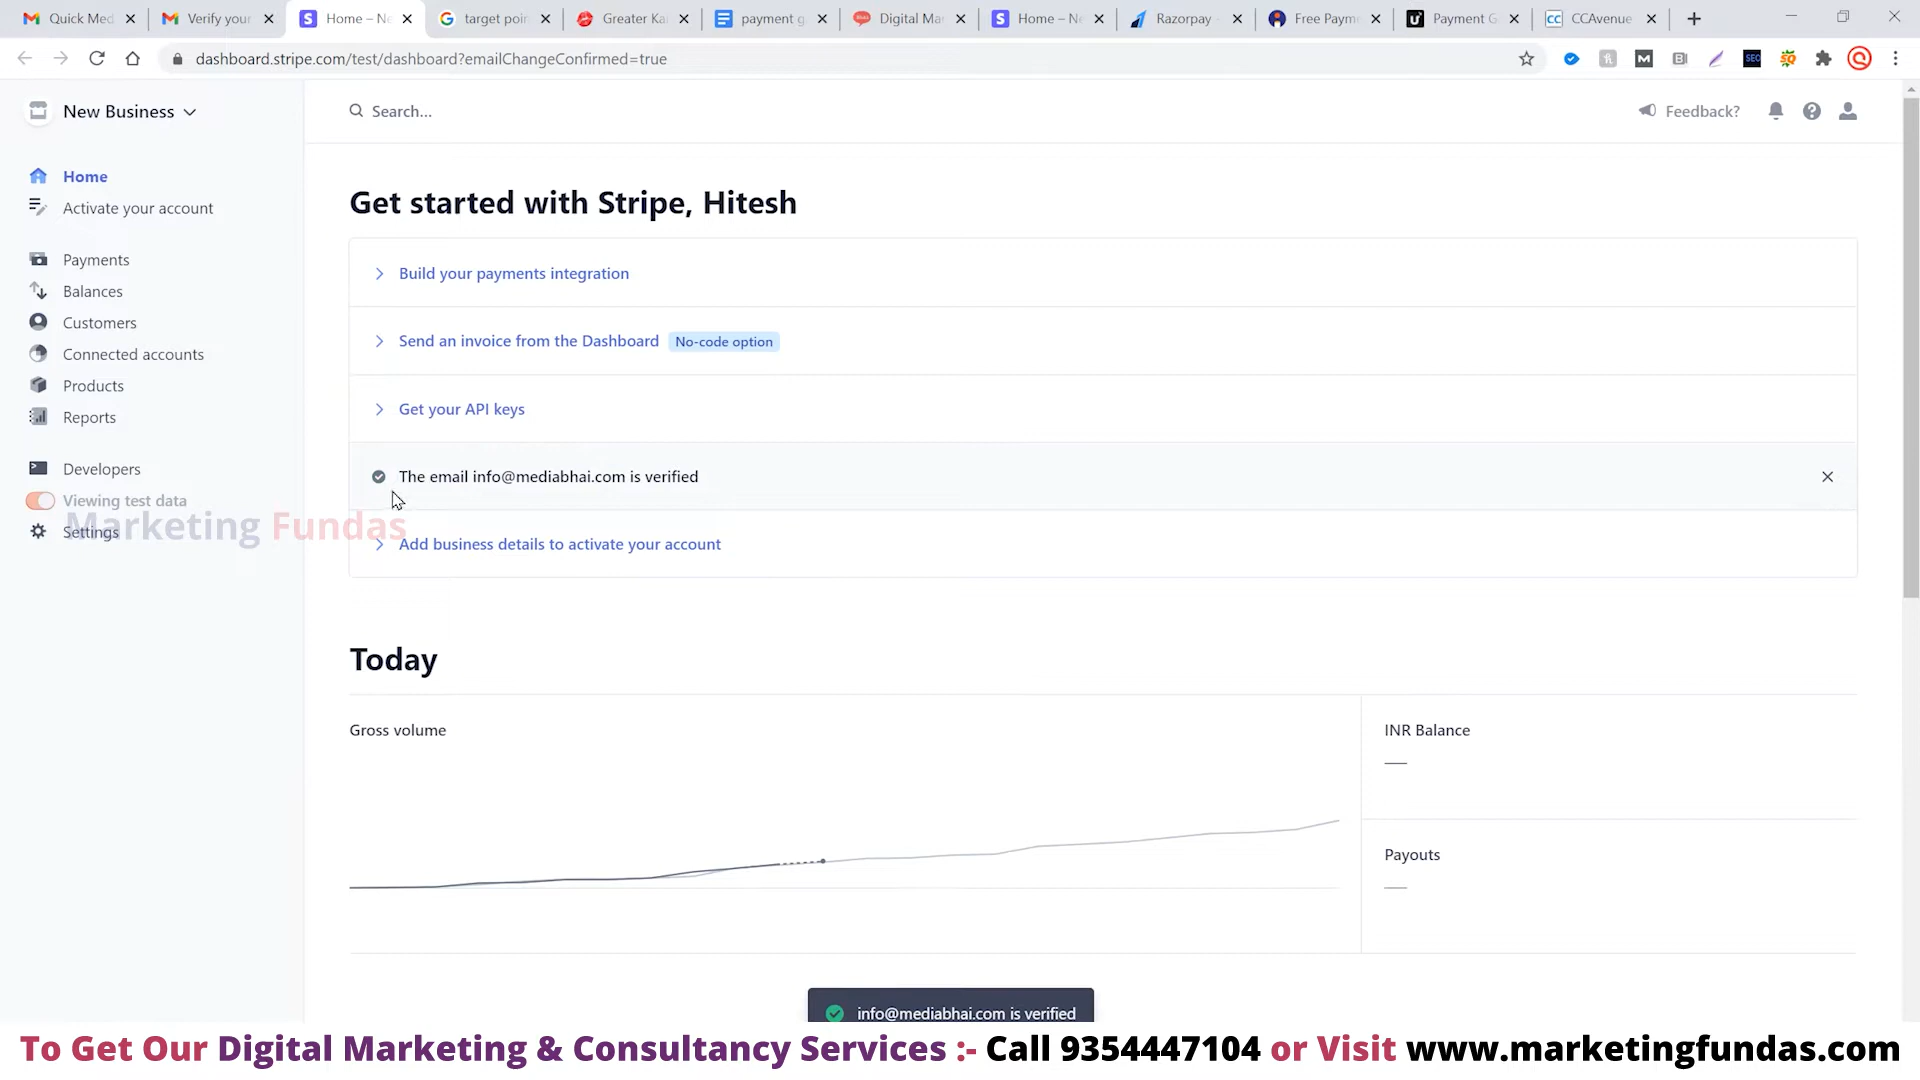 Quick Med
Verify your
Home – Ne
target poin
Greater Ka
payment g
Digital Ma
Home – Ne
Razorpay
Free Paym
Payment G
CCAvenue
dashboard.stripe.com/test/dashboard?emailChangeConfirmed=true
New Business
Search...
Feedback?
Home
Activate your account
Payments
Balances
Customers
Connected accounts
Products
Reports
Developers
Viewing test data
Settings
Marketing Fundas
Get started with Stripe, Hitesh
Build your payments integration
Send an invoice from the Dashboard No-code option
Get your API keys
The email info@mediabhai.com is verified
Add business details to activate your account
Today
Gross volume
INR Balance
—
Payouts
—
info@mediabhai.com is verified
To Get Our Digital Marketing & Consultancy Services :- Call 9354447104 or Visit www.marketingfundas.com